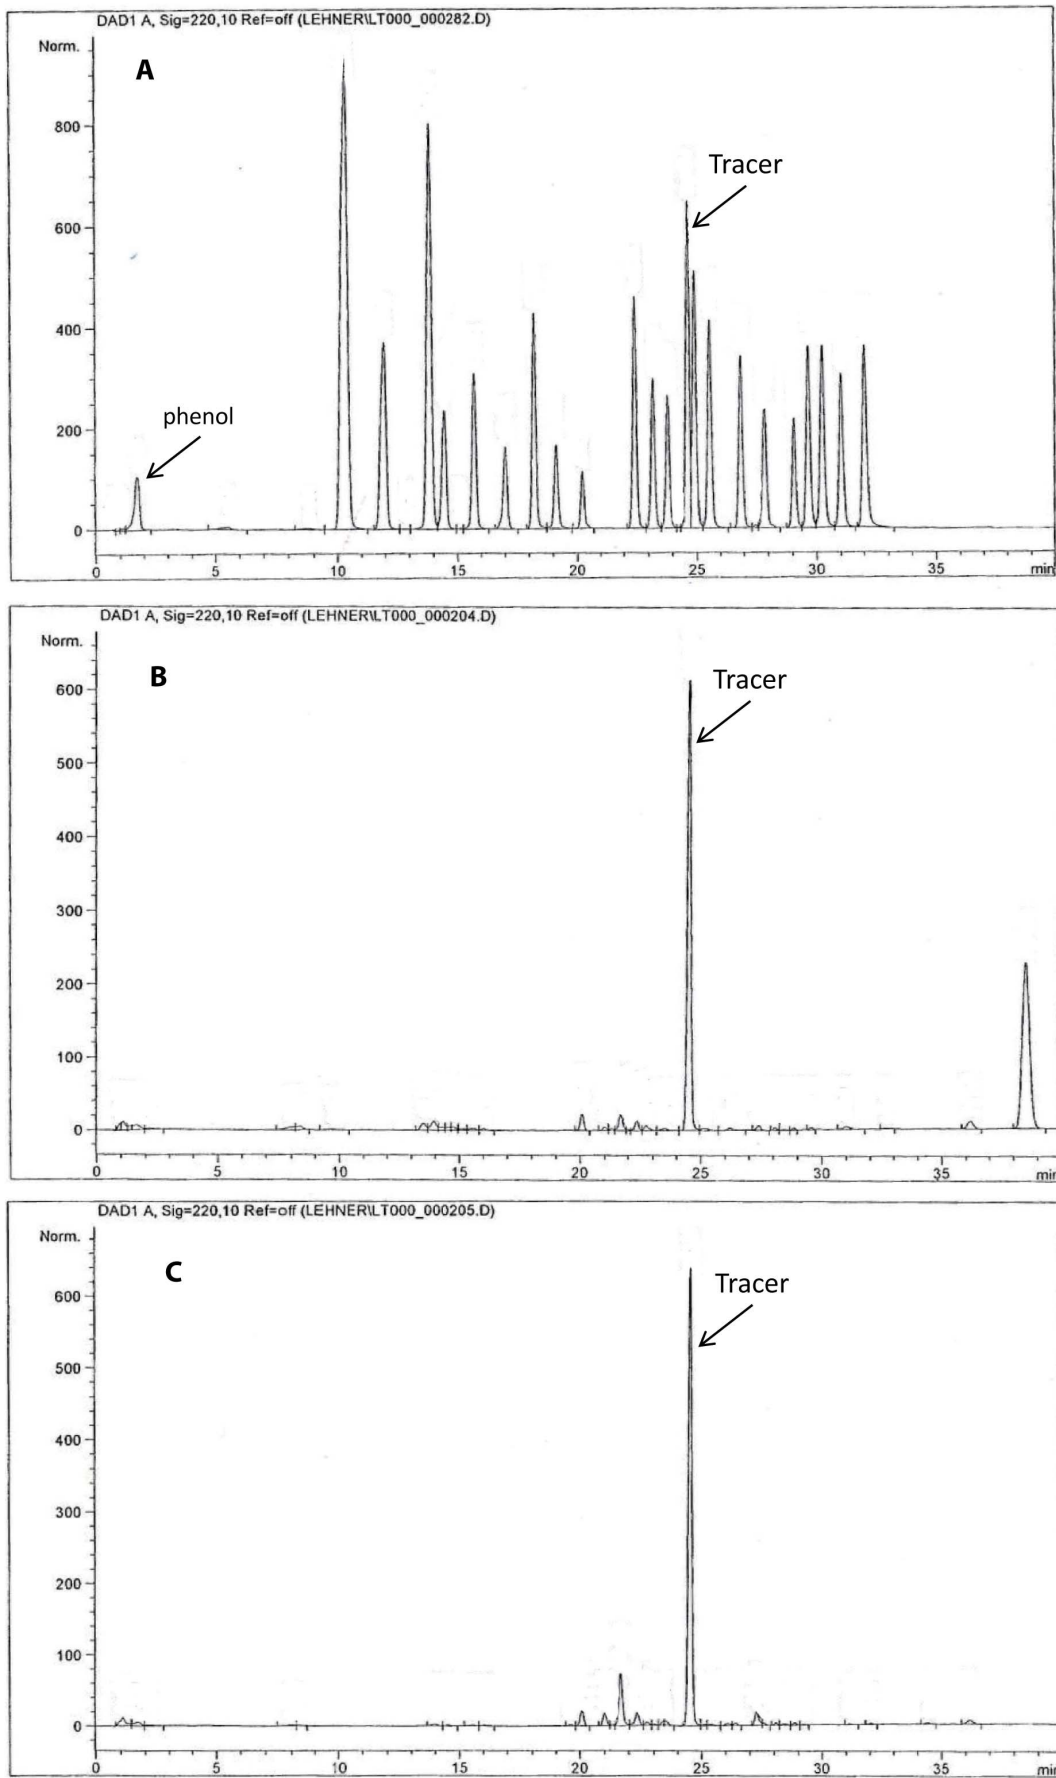 DAD1 A, Sig=220,10 Ref=off (LEHNER\LT000_000282.D)
Norm.
A
800
600
400
200
0
Tracer
phenol
0 5 10 15 20 25 30 35 min
DAD1 A, Sig=220,10 Ref=off (LEHNER\LT000_000204.D)
Norm.
B
600
500
400
300
200
100
0
Tracer
0 5 10 15 20 25 30 35 min
DAD1 A, Sig=220,10 Ref=off (LEHNER\LT000_000205.D)
Norm.
C
600
500
400
300
200
100
0
Tracer
0 5 10 15 20 25 30 35 min